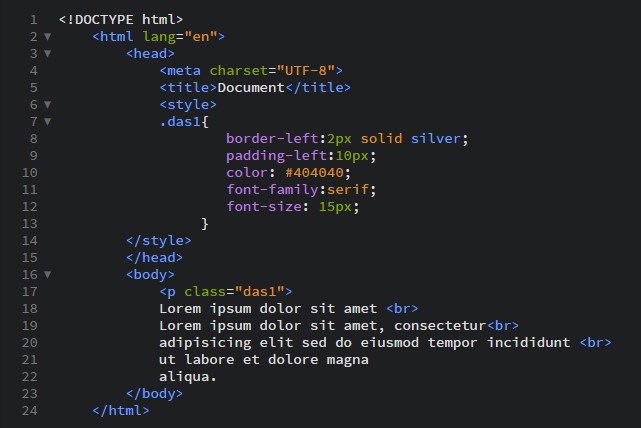 1 <!DOCTYPE html>
2 <html lang="en">
3 <head>
4 <meta charset="UTF-8">
5 <title>Document</title>
6 <style>
7 .das1{
8 border-left:2px solid silver;
9 padding-left:10px;
10 color: #404040;
11 font-family:serif;
12 font-size: 15px;
13 }
14 </style>
15 </head>
16 <body>
17 <p class="das1">
18 Lorem ipsum dolor sit amet <br>
19 Lorem ipsum dolor sit amet, consectetur<br>
20 adipisicing elit sed do eiusmod tempor incididunt <br>
21 ut labore et dolore magna
22 aliqua.
23 </body>
24 </html>